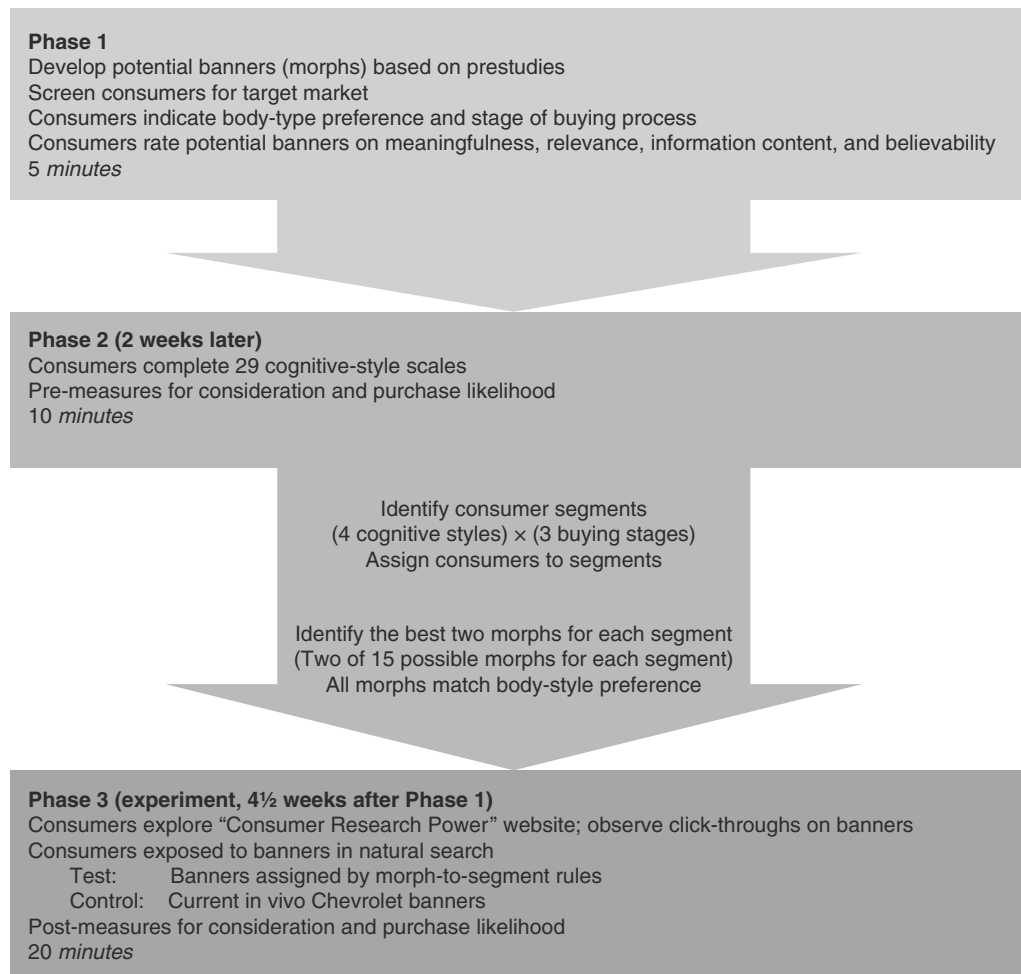 Phase 1
Develop potential banners (morphs) based on prestudies
Screen consumers for target market
Consumers indicate body-type preference and stage of buying process
Consumers rate potential banners on meaningfulness, relevance, information content, and believability
5 minutes
Phase 2 (2 weeks later)
Consumers complete 29 cognitive-style scales
Pre-measures for consideration and purchase likelihood
10 minutes
Identify consumer segments
(4 cognitive styles) × (3 buying stages)
Assign consumers to segments
Identify the best two morphs for each segment
(Two of 15 possible morphs for each segment)
All morphs match body-style preference
Phase 3 (experiment, 4½ weeks after Phase 1)
Consumers explore “Consumer Research Power” website; observe click-throughs on banners
Consumers exposed to banners in natural search
Test: Banners assigned by morph-to-segment rules
Control: Current in vivo Chevrolet banners
Post-measures for consideration and purchase likelihood
20 minutes